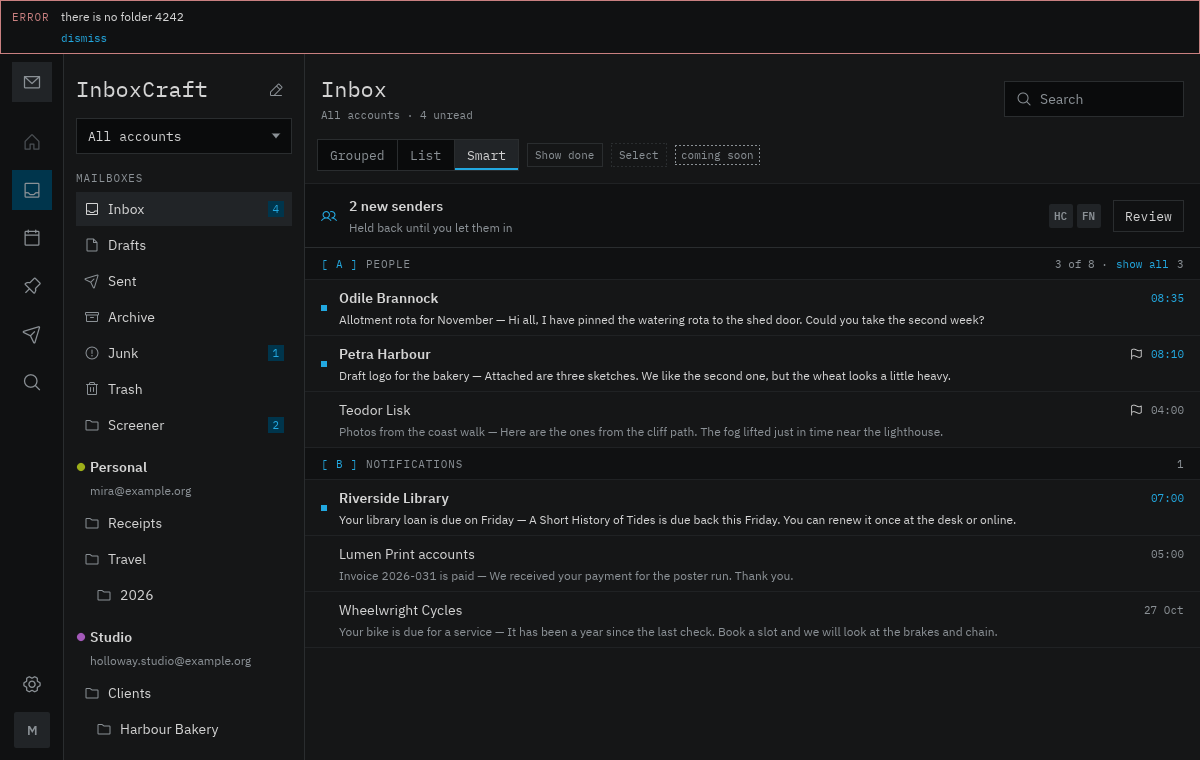 ERROR there is no folder 4242
dismiss
InboxCraft
All accounts
MAILBOXES
Inbox 4
Drafts
Sent
Archive
Junk 1
Trash
Screener 2
Personal
mira@example.org
Receipts
Travel
2026
Studio
holloway.studio@example.org
Clients
Harbour Bakery
M
Inbox
All accounts · 4 unread
Search
Grouped List Smart Show done Select coming soon
2 new senders
Held back until you let them in
HC FN Review
[ A ] PEOPLE 3 of 8 · show all 3
Odile Brannock 08:35
Allotment rota for November — Hi all, I have pinned the watering rota to the shed door. Could you take the second week?
Petra Harbour 08:10
Draft logo for the bakery — Attached are three sketches. We like the second one, but the wheat looks a little heavy.
Teodor Lisk 04:00
Photos from the coast walk — Here are the ones from the cliff path. The fog lifted just in time near the lighthouse.
[ B ] NOTIFICATIONS 1
Riverside Library 07:00
Your library loan is due on Friday — A Short History of Tides is due back this Friday. You can renew it once at the desk or online.
Lumen Print accounts 05:00
Invoice 2026-031 is paid — We received your payment for the poster run. Thank you.
Wheelwright Cycles 27 Oct
Your bike is due for a service — It has been a year since the last check. Book a slot and we will look at the brakes and chain.